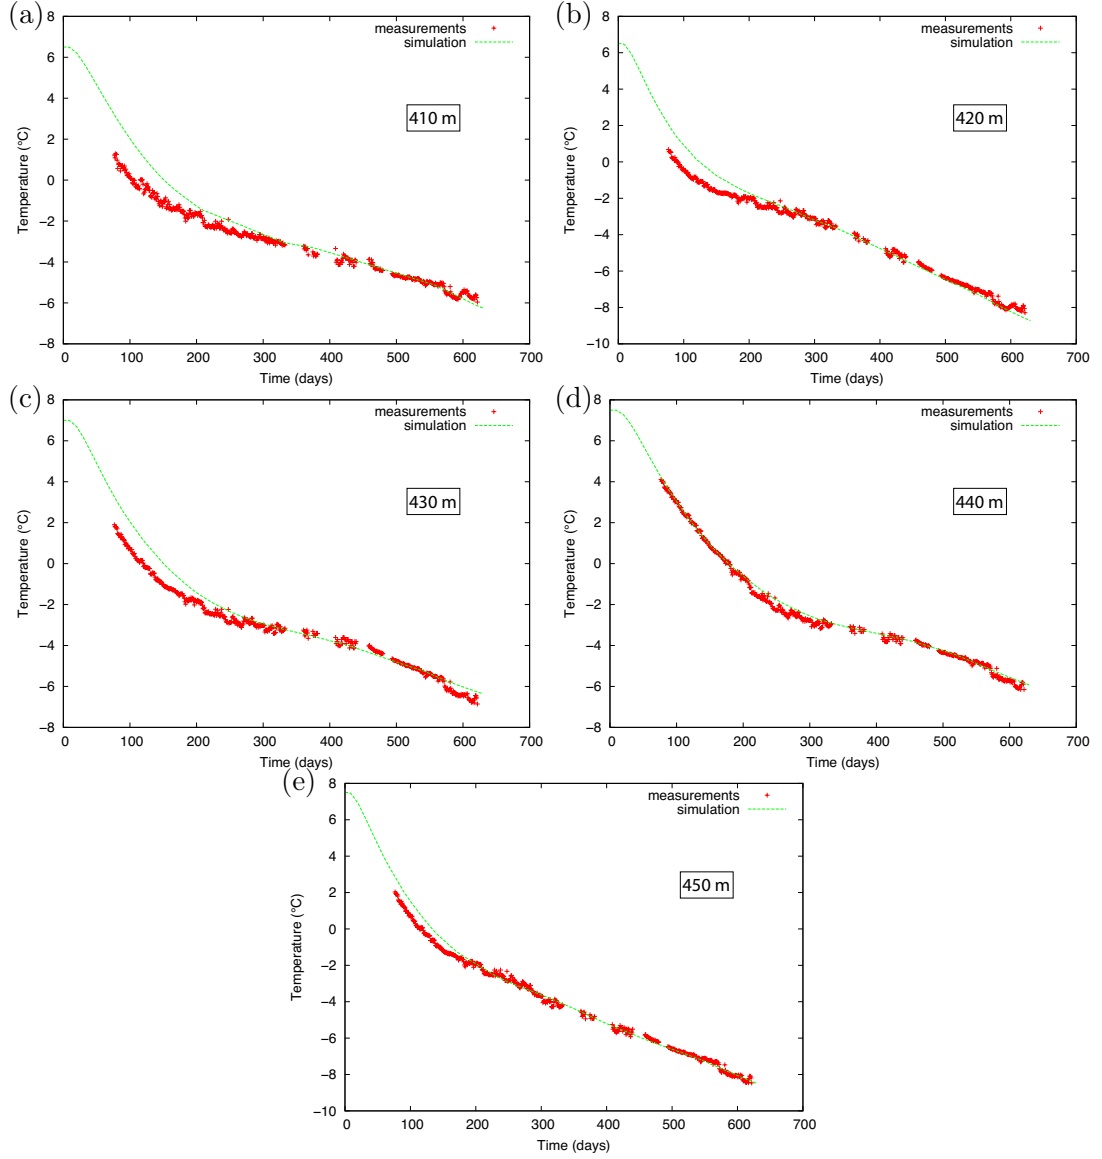 (a)
8
6
4
2
0
−2
−4
−6
−8
Temperature (°C)
measurements
simulation
410 m
0 100 200 300 400 500 600 700
Time (days)
(b)
8
6
4
2
0
−2
−4
−6
−8
−10
Temperature (°C)
measurements
simulation
420 m
0 100 200 300 400 500 600 700
Time (days)
(c)
8
6
4
2
0
−2
−4
−6
−8
Temperature (°C)
measurements
simulation
430 m
0 100 200 300 400 500 600 700
Time (days)
(d)
8
6
4
2
0
−2
−4
−6
−8
Temperature (°C)
measurements
simulation
440 m
0 100 200 300 400 500 600 700
Time (days)
(e)
8
6
4
2
0
−2
−4
−6
−8
−10
Temperature (°C)
measurements
simulation
450 m
0 100 200 300 400 500 600 700
Time (days)